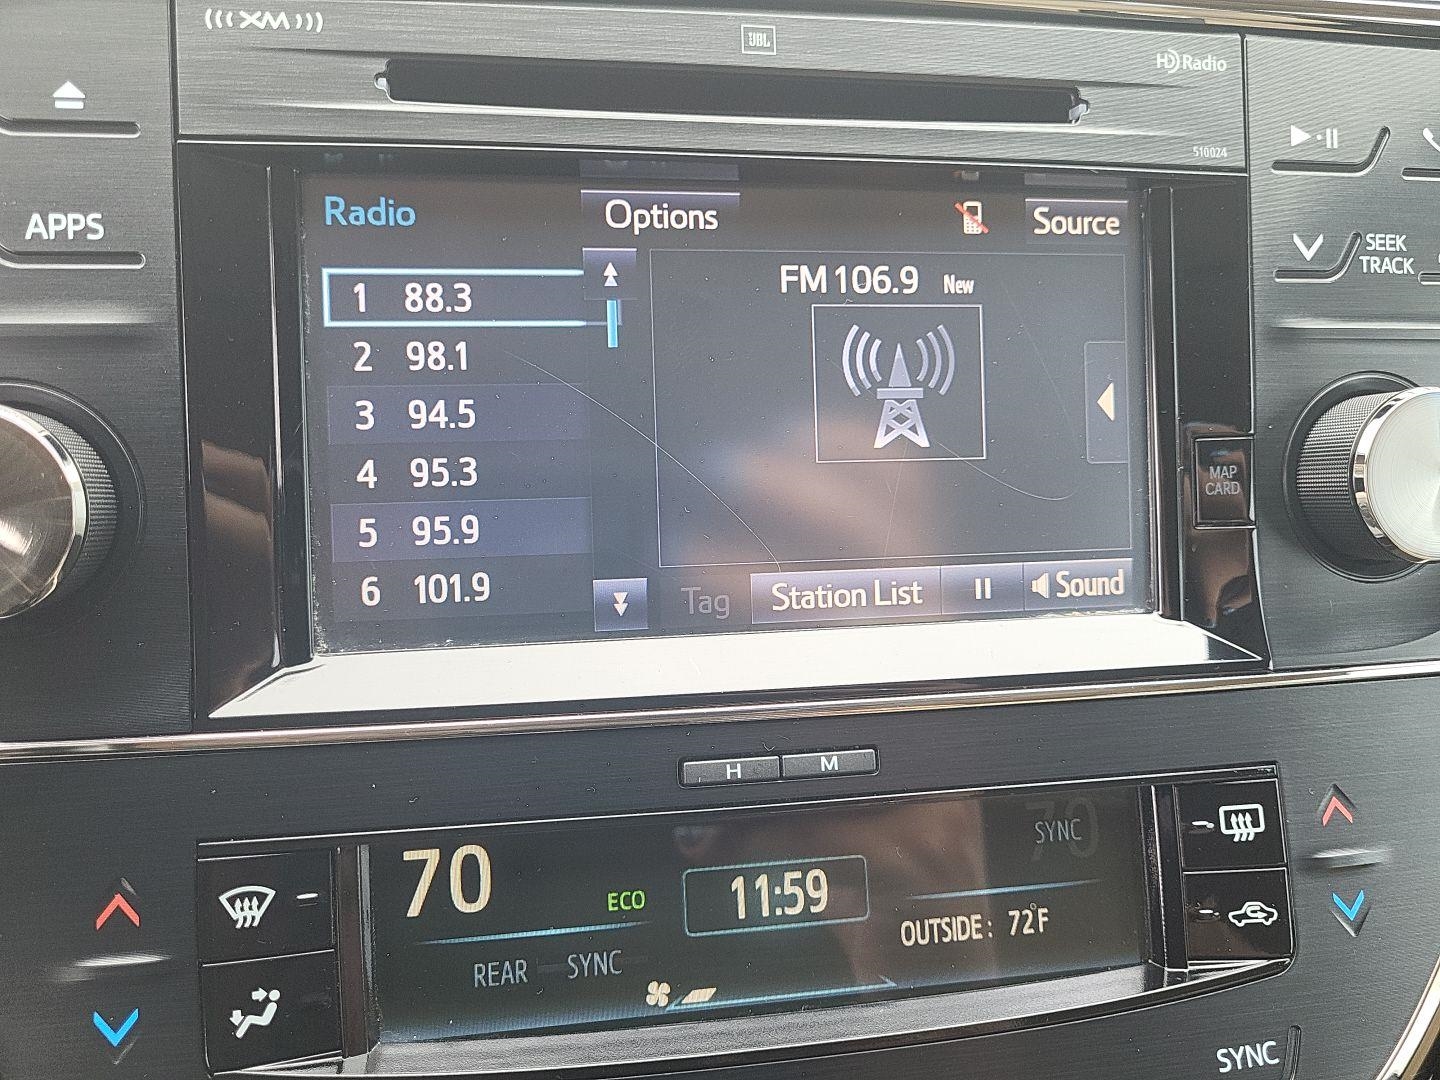 XM
JBL
HD Radio
510024
APPS
SEEK
TRACK
MAP
CARD
Radio
Options
Source
1 88.3
2 98.1
3 94.5
4 95.3
5 95.9
6 101.9
FM 106.9 New
Tag
Station List
Sound
H
M
70
ECO
11:59
SYNC
70
OUTSIDE: 72°F
REAR
SYNC
SYNC